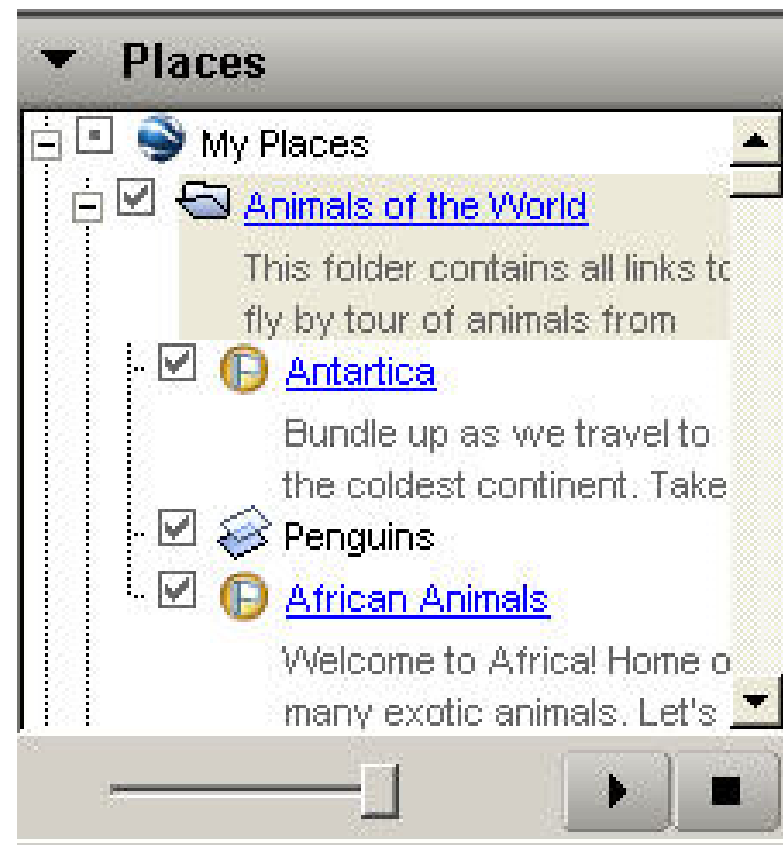 Places
My Places
Animals of the World
This folder contains all links to
fly by tour of animals from
Antartica
Bundle up as we travel to
the coldest continent. Take
Penguins
African Animals
Welcome to Africa! Home o
many exotic animals. Let's